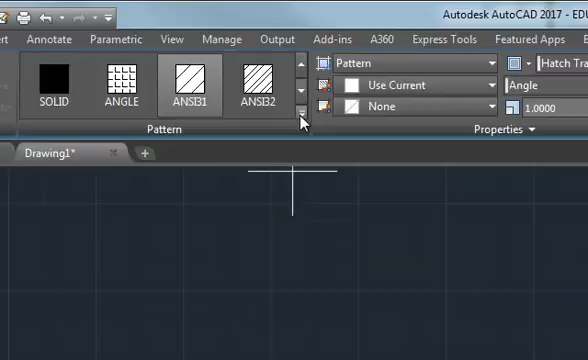 Autodesk AutoCAD 2017 - EDU
Annotate Parametric View Manage Output Add-ins A360 Express Tools Featured Apps
SOLID ANGLE ANSI31 ANSI32
Pattern
Use Current
None
Hatch
Angle
1.0000
Pattern
Properties
Drawing1*